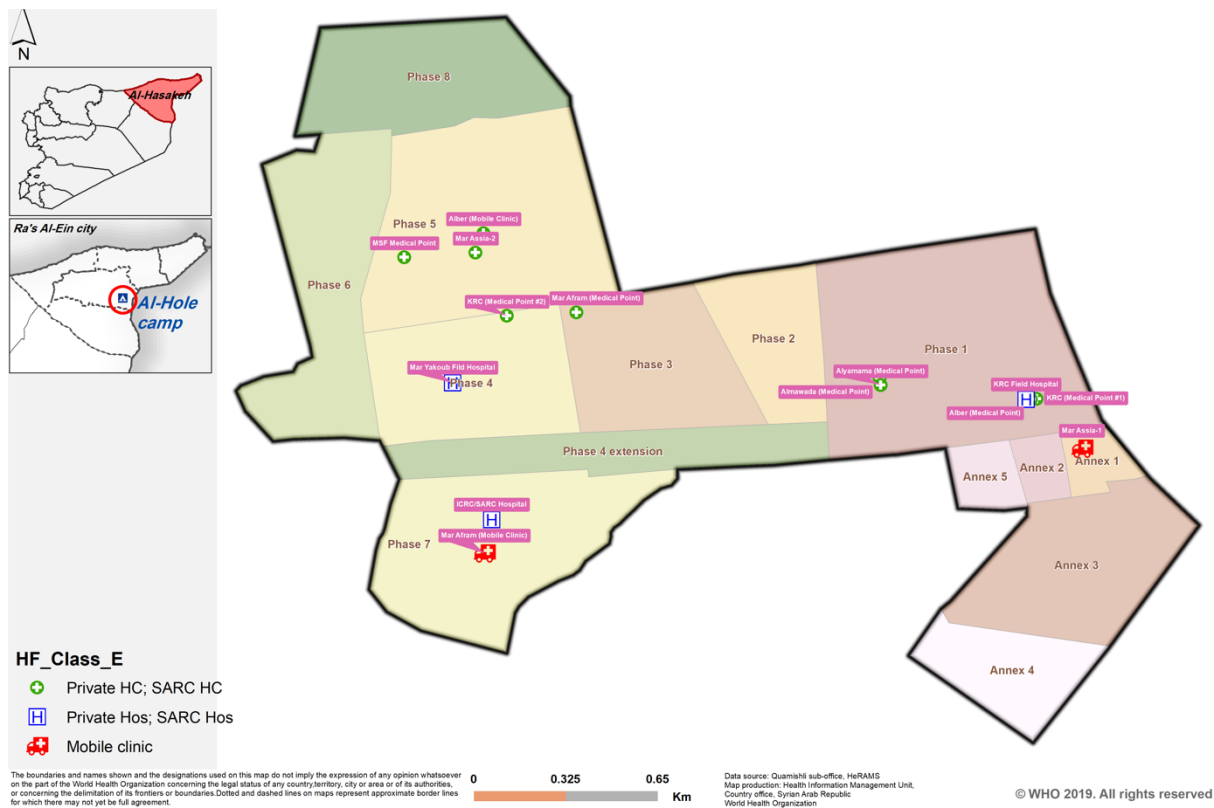 N
Al-Hasakeh
Ra's Al-Ein city
Al-Hole
camp
Phase 8
Phase 5
Alber (Mobile Clinic)
Mar Assia-2
MSF Medical Point
Phase 6
KRC (Medical Point #2)
Mar Afram (Medical Point)
Phase 2
Phase 3
Phase 1
Mar Yakoub Fild Hospital
H
Phase 4
Alyamama (Medical Point)
Almawada (Medical Point)
KRC Field Hospital
H
KRC (Medical Point #1)
Alber (Medical Point)
Mar Assia-1
Phase 4 extension
Annex 5
Annex 2
Annex 1
ICRC/SARC Hospital
H
Mar Afram (Mobile Clinic)
Phase 7
Annex 3
Annex 4
HF_Class_E
Private HC; SARC HC
H Private Hos; SARC Hos
Mobile clinic
The boundaries and names shown and the designations used on this map do not imply the expression of any opinion whatsoever
on the part of the World Health Organization concerning the legal status of any country,territory, city or area or of its authorities,
or concerning the delimitation of its frontiers or boundaries.Dotted and dashed lines on maps represent approximate border lines
for which there may not yet be full agreement.
0 0.325 0.65
Km
Data source: Quamishli sub-office, HeRAMS
Map production: Health Information Management Unit,
Country office, Syrian Arab Republic
World Health Organization
© WHO 2019. All rights reserved